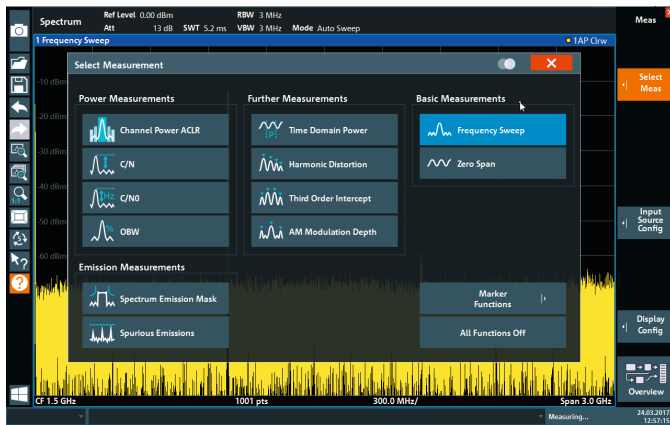 Spectrum
Ref Level 0.00 dBm RBW 3 MHz
Att 13 dB SWT 5.2 ms VBW 3 MHz Mode Auto Sweep
Meas
1 Frequency Sweep
1AP Clrw
Select Measurement
Select
Meas
-10 dBm
Power Measurements
Further Measurements
Basic Measurements
-20 dBm
Channel Power ACLR
Time Domain Power
Frequency Sweep
-30 dBm
C/N
Harmonic Distortion
Zero Span
-40 dBm
C/N0
Third Order Intercept
Input
Source
Config
-50 dBm
OBW
AM Modulation Depth
-60 dBm
Emission Measurements
Spectrum Emission Mask
Marker
Functions
Spurious Emissions
All Functions Off
Display
Config
Overview
CF 1.5 GHz 1001 pts 300.0 MHz/ Span 3.0 GHz
Measuring...
24.03.2017
12:57:15